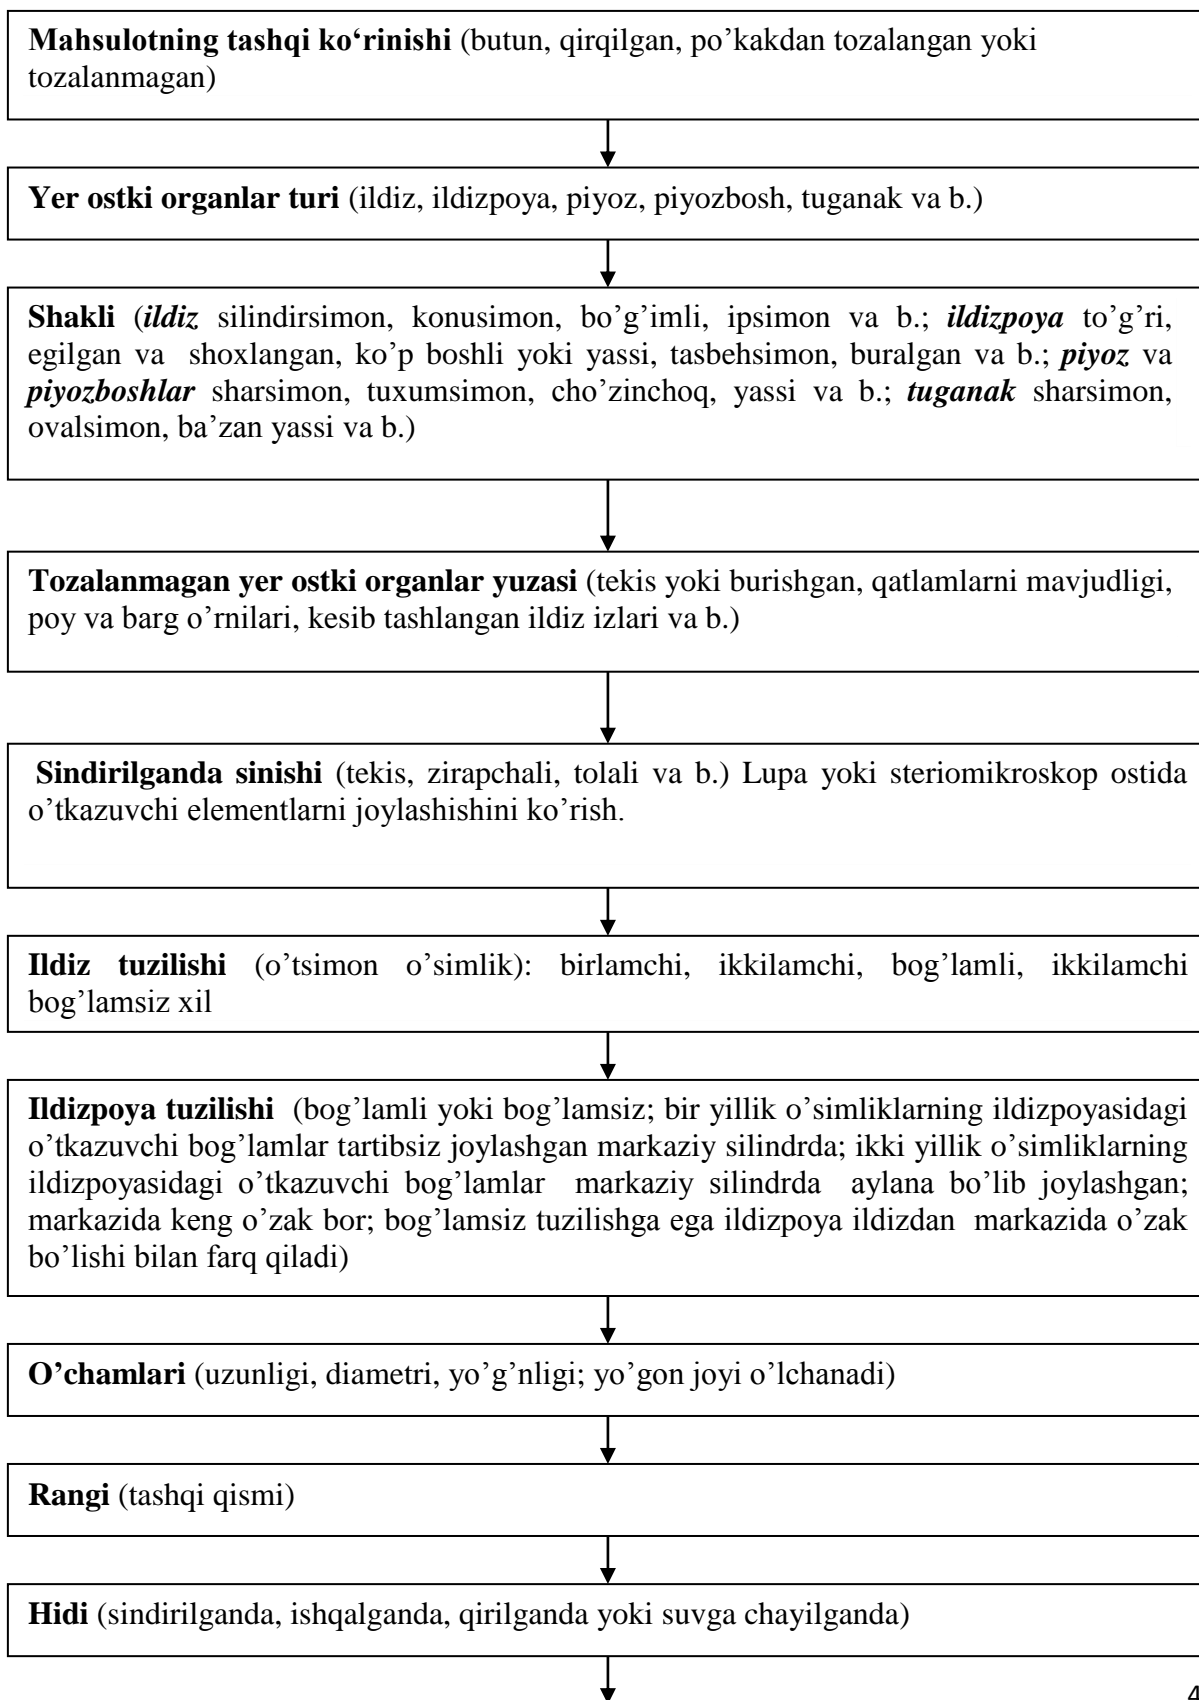 Mahsulotning tashqi ko‘rinishi (butun, qirqilgan, po’kakdan tozalangan yoki
tozalanmagan)
Yer ostki organlar turi (ildiz, ildizpoya, piyoz, piyozbosh, tuganak va b.)
Shakli (ildiz silindirsimon, konusimon, bo’g’imli, ipsimon va b.; ildizpoya to’g’ri,
egilgan va shoxlangan, ko’p boshli yoki yassi, tasbehsimon, buralgan va b.; piyoz va
piyozboshlar sharsimon, tuxumsimon, cho’zinchoq, yassi va b.; tuganak sharsimon,
ovalsimon, ba’zan yassi va b.)
Tozalanmagan yer ostki organlar yuzasi (tekis yoki burishgan, qatlamlarni mavjudligi,
poy va barg o’rnilari, kesib tashlangan ildiz izlari va b.)
Sindirilganda sinishi (tekis, zirapchali, tolali va b.) Lupa yoki steriomikroskop ostida
o’tkazuvchi elementlarni joylashishini ko’rish.
Ildiz tuzilishi (o’tsimon o’simlik): birlamchi, ikkilamchi, bog’lamli, ikkilamchi
bog’lamsiz xil
Ildizpoya tuzilishi (bog’lamli yoki bog’lamsiz; bir yillik o’simliklarning ildizpoyasidagi
o’tkazuvchi bog’lamlar tartibsiz joylashgan markaziy silindrda; ikki yillik o’simliklarning
ildizpoyasidagi o’tkazuvchi bog’lamlar markaziy silindrda aylana bo’lib joylashgan;
markazida keng o’zak bor; bog’lamsiz tuzilishga ega ildizpoya ildizdan markazida o’zak
bo’lishi bilan farq qiladi)
O’chamlari (uzunligi, diametri, yo’g’nligi; yo’gon joyi o’lchanadi)
Rangi (tashqi qismi)
Hidi (sindirilganda, ishqalganda, qirilganda yoki suvga chayilganda)
4